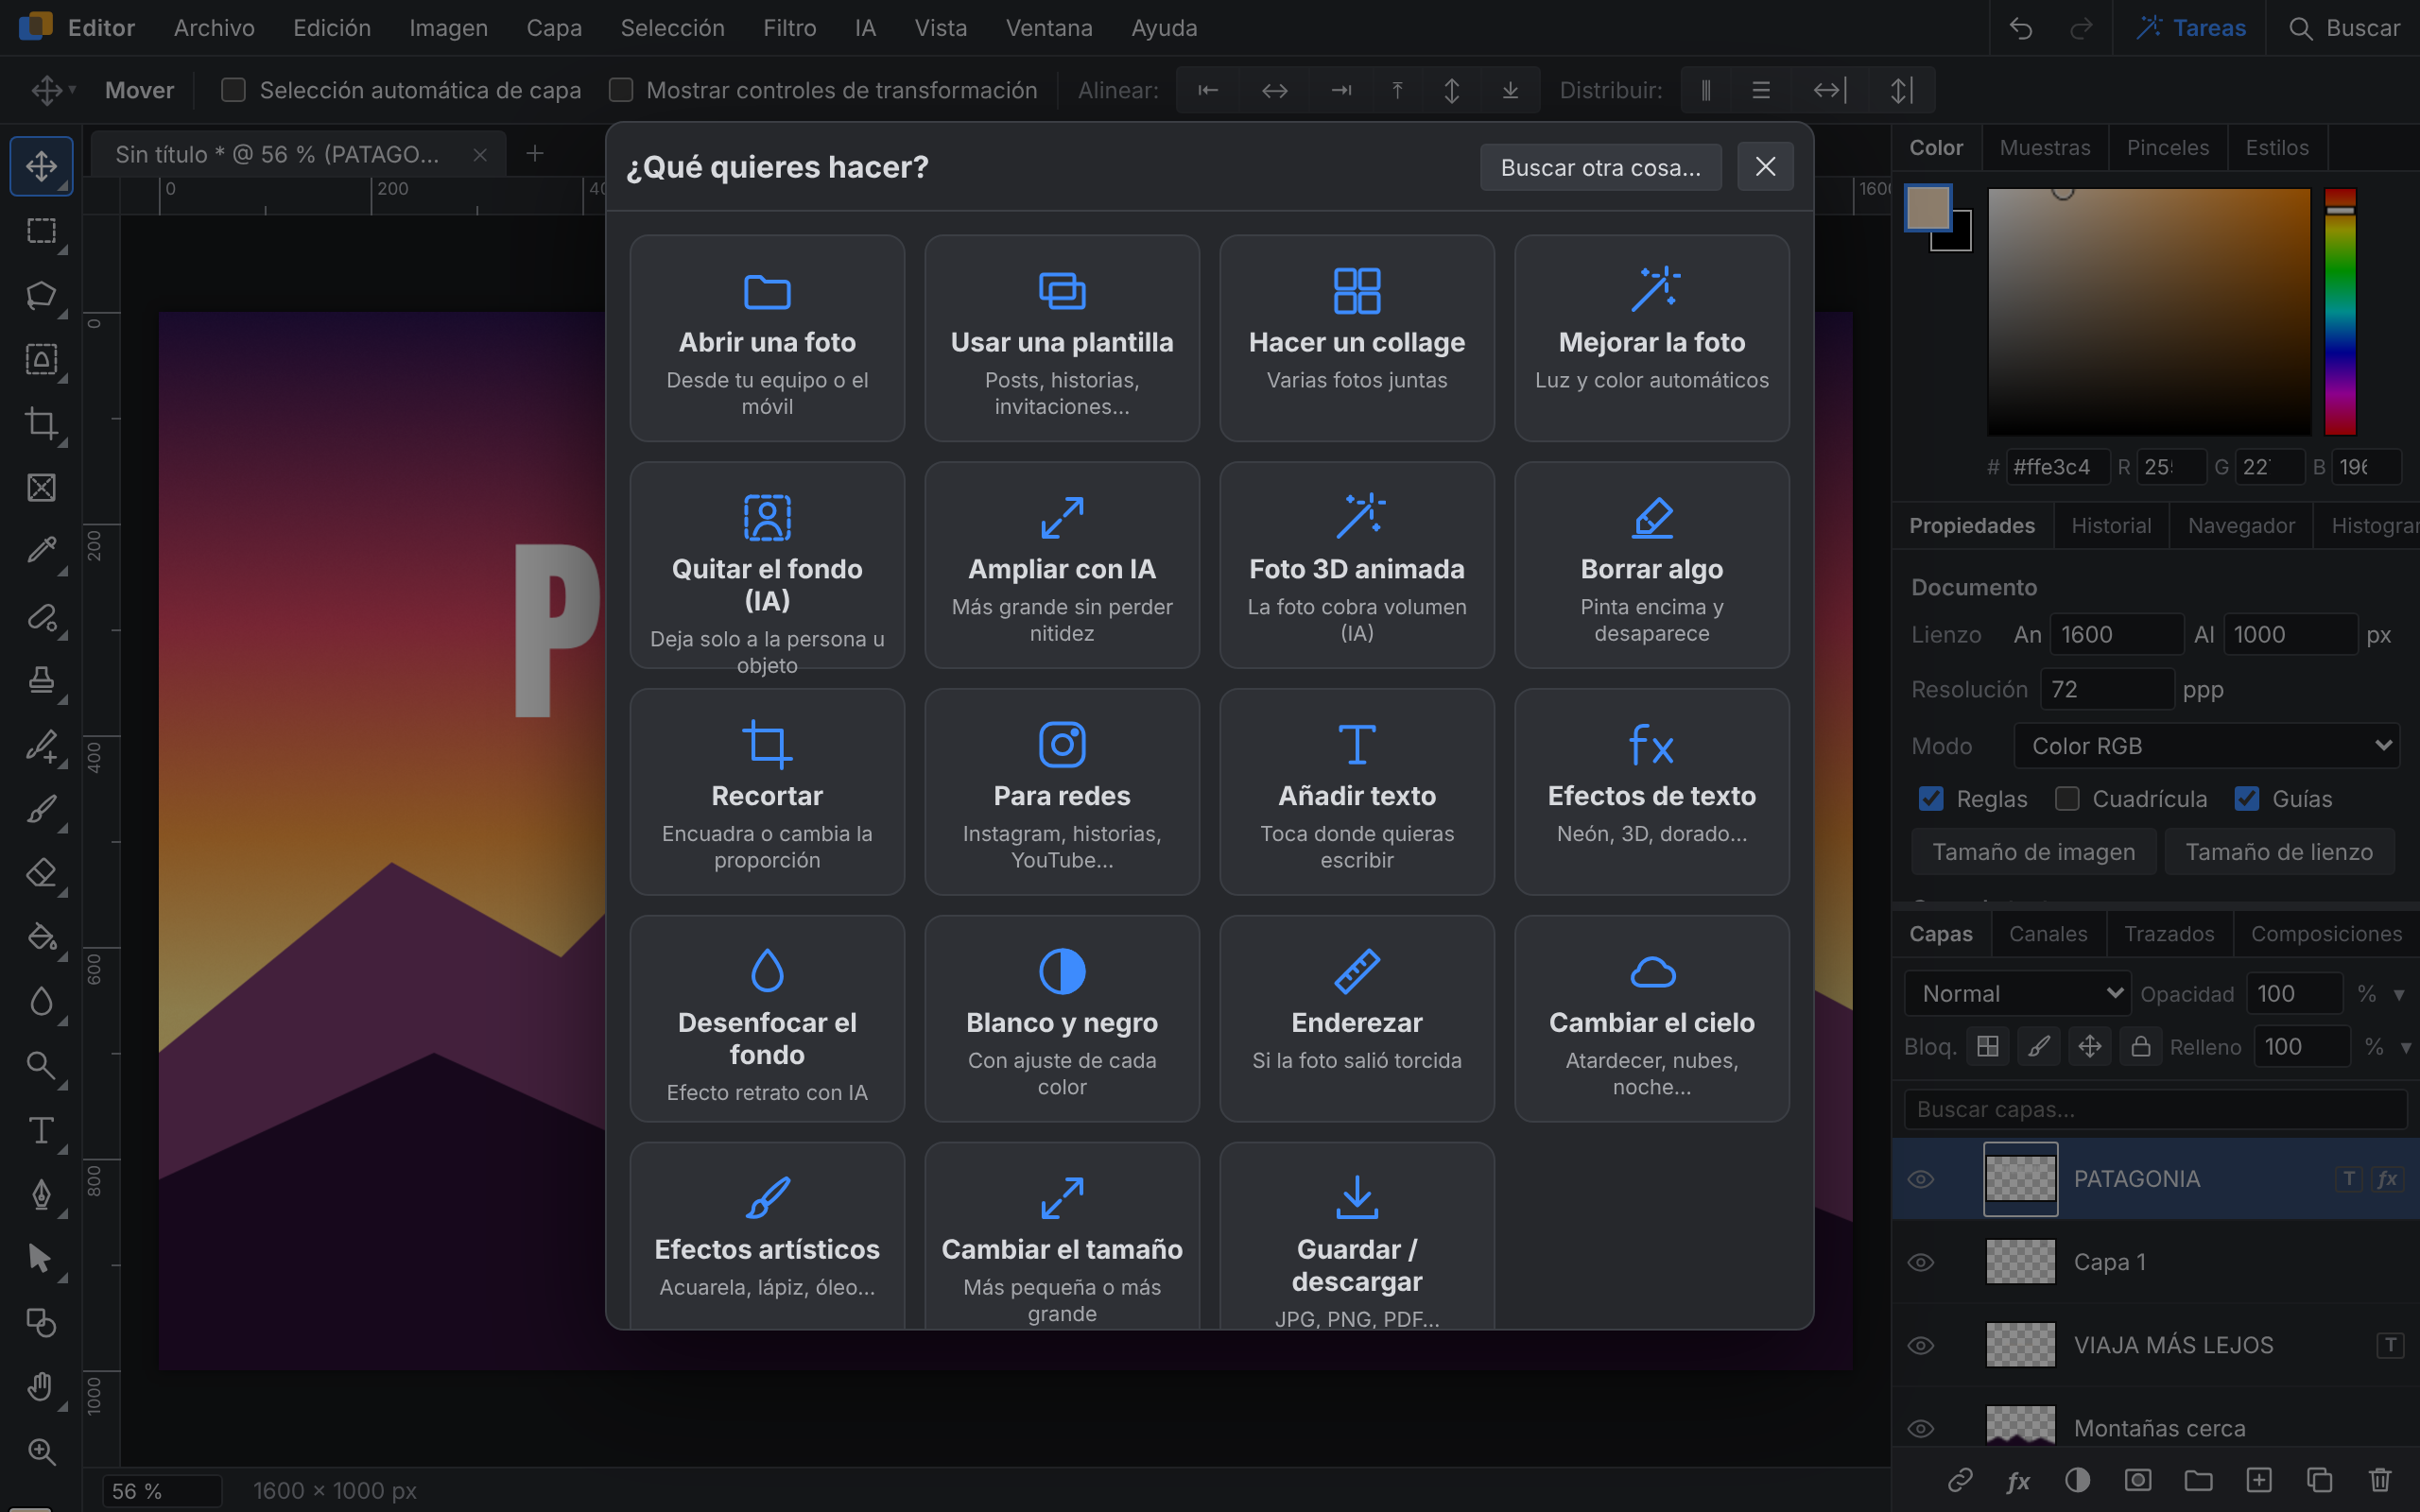 Editor Archivo Edición Imagen Capa Selección Filtro IA Vista Ventana Ayuda Tareas Buscar
Mover Selección automática de capa Mostrar controles de transformación Alinear: Distribuir:
Sin título * @ 56 % (PATAGO...
0 200
1600
0
200
400
600
800
1000
P
¿Qué quieres hacer?
Buscar otra cosa...
Abrir una foto
Desde tu equipo o el
móvil
Usar una plantilla
Posts, historias,
invitaciones...
Hacer un collage
Varias fotos juntas
Mejorar la foto
Luz y color automáticos
Quitar el fondo
(IA)
Deja solo a la persona u
objeto
Ampliar con IA
Más grande sin perder
nitidez
Foto 3D animada
La foto cobra volumen
(IA)
Borrar algo
Pinta encima y
desaparece
Recortar
Encuadra o cambia la
proporción
Para redes
Instagram, historias,
YouTube...
Añadir texto
Toca donde quieras
escribir
Efectos de texto
Neón, 3D, dorado...
Desenfocar el
fondo
Efecto retrato con IA
Blanco y negro
Con ajuste de cada
color
Enderezar
Si la foto salió torcida
Cambiar el cielo
Atardecer, nubes,
noche...
Efectos artísticos
Acuarela, lápiz, óleo...
Cambiar el tamaño
Más pequeña o más
grande
Guardar /
descargar
JPG, PNG, PDF...
Color Muestras Pinceles Estilos
# #ffe3c4 R G B
Propiedades Historial Navegador
Documento
Lienzo An 1600 Al 1000 px
Resolución 72 ppp
Modo Color RGB
Reglas Cuadrícula Guías
Tamaño de imagen Tamaño de lienzo
Capas Canales Trazados Composiciones
Normal Opacidad 100 %
Bloq. Relleno 100 %
Buscar capas...
PATAGONIA T fx
Capa 1
VIAJA MÁS LEJOS T
Montañas cerca
fx
56 % 1600 × 1000 px